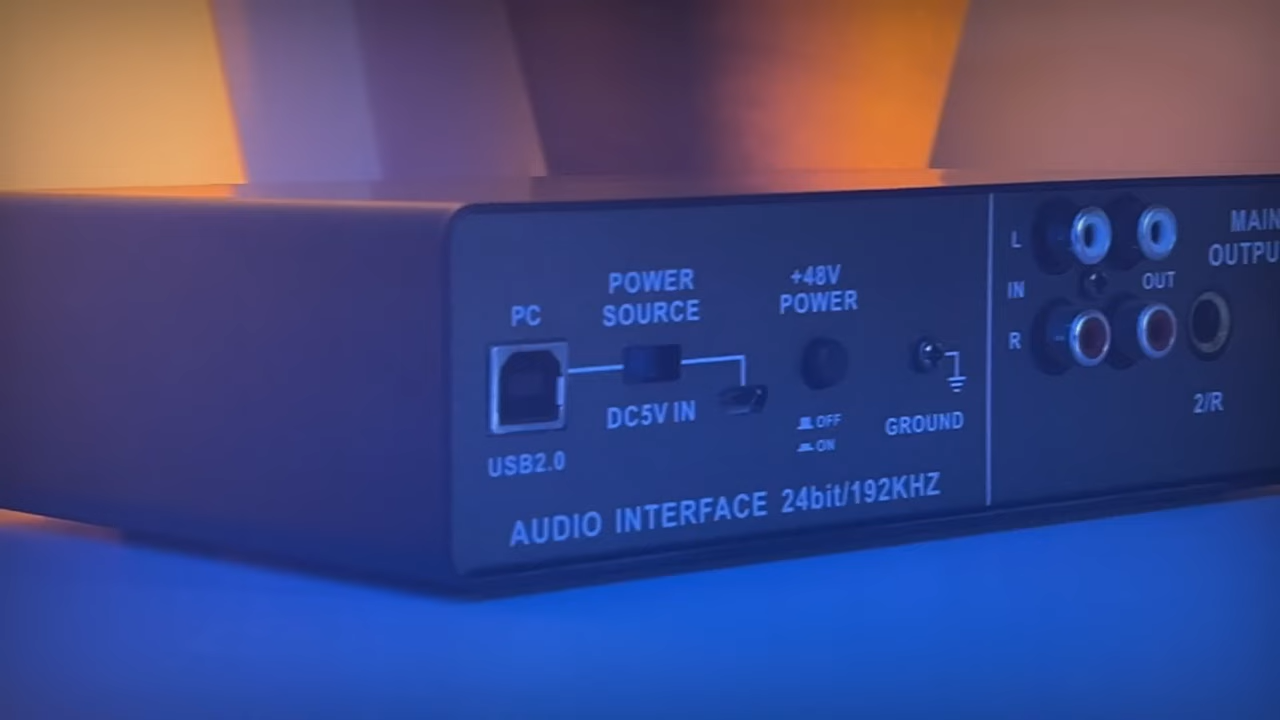 PC
USB2.0
POWER
SOURCE
DC5V IN
+48V
POWER
OFF
ON
GROUND
AUDIO INTERFACE 24bit/192KHZ
L
IN
R
OUT
MAIN
OUTPU
2/R